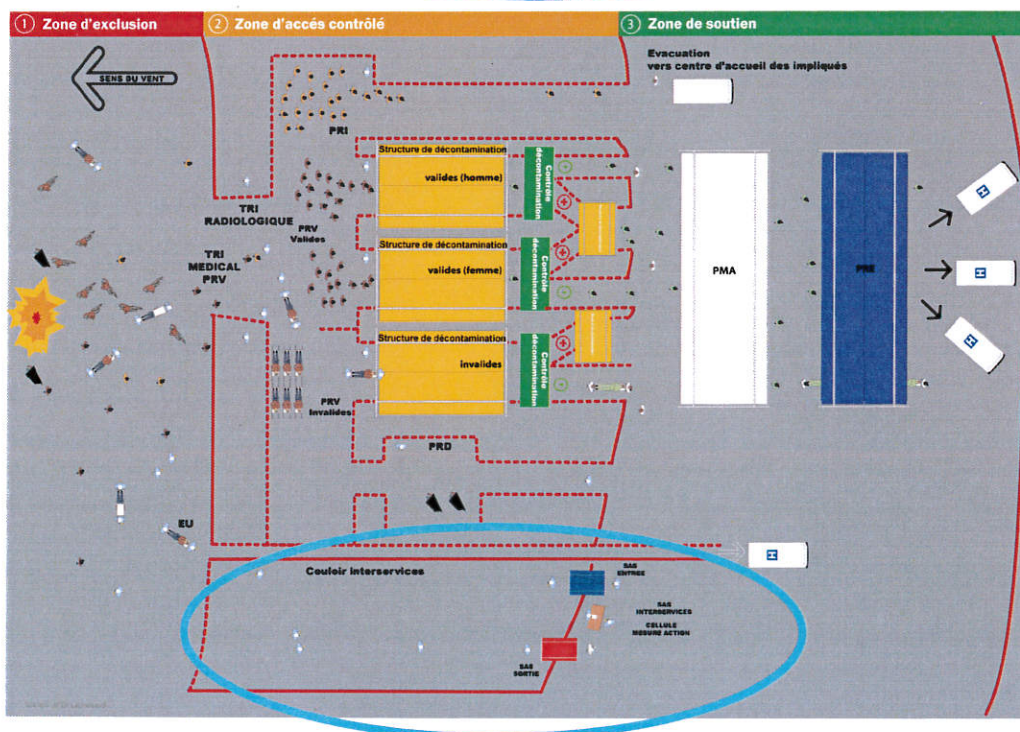 1 Zone d'exclusion
2 Zone d'accés contrôlé
3 Zone de soutien
SENS DU VENT
Evacuation
vers centre d'accueil des impliqués
PRI
Structure de décontamination
valides (homme)
Contrôle
décontamination
TRI
RADIOLOGIQUE
PRV
Valides
TRI
MEDICAL
PRV
Structure de décontamination
valides (femme)
Contrôle
décontamination
PMA
PRE
H
H
H
Structure de décontamination
invalides
Contrôle
décontamination
PRV
Invalides
PRD
EU
H
Couloir interservices
SAS
ENTREE
SAS
INTERSERVICES
CELLULE
MESURE ACTION
SAS
SORTIE